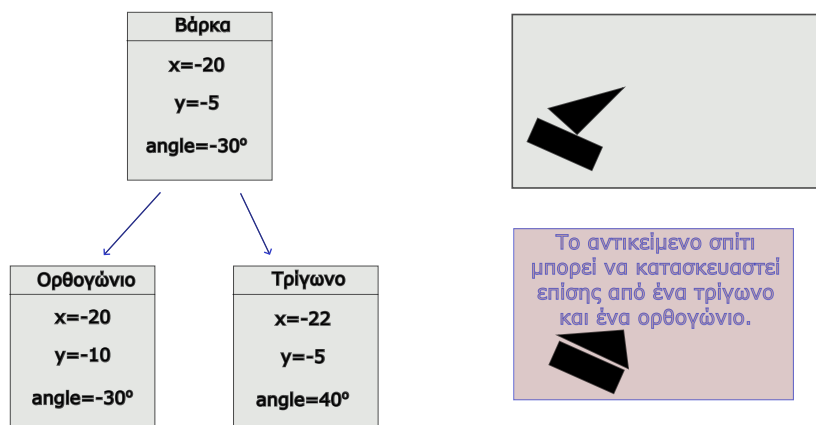 Βάρκα
x=-20
y=-5
angle=-30º
Ορθογώνιο
x=-20
y=-10
angle=-30º
Τρίγωνο
x=-22
y=-5
angle=40º
Το αντικείμενο σπίτι
μπορεί να κατασκευαστεί
επίσης από ένα τρίγωνο
και ένα ορθογώνιο.